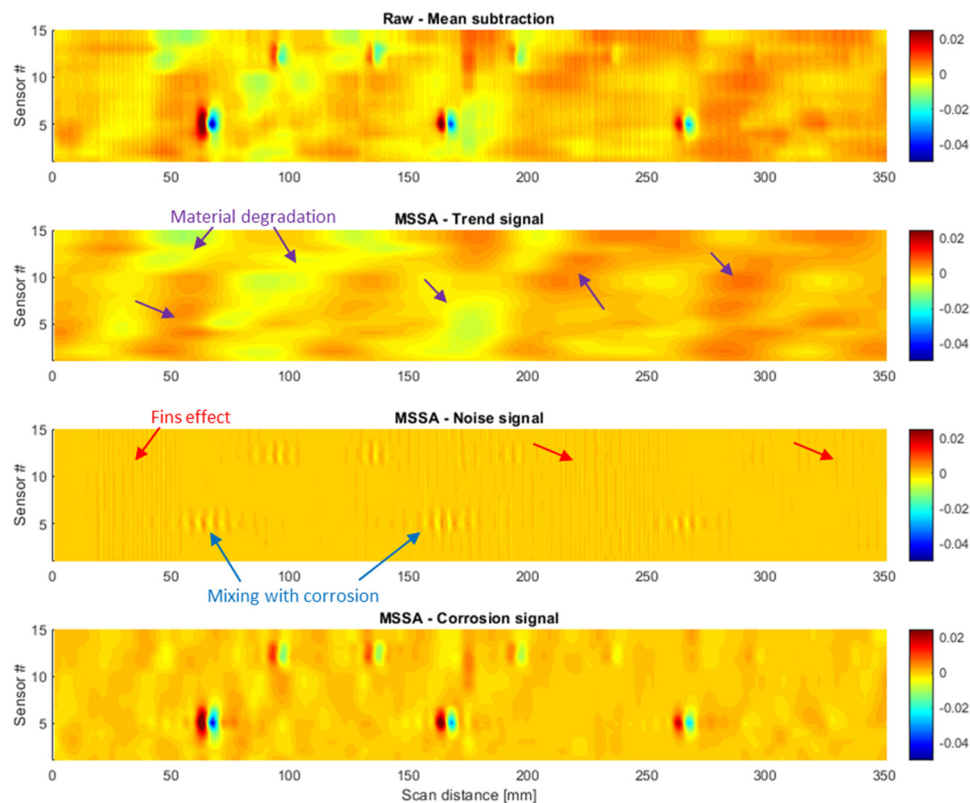 Raw - Mean subtraction
Sensor #
15
10
5
0 50 100 150 200 250 300 350
0.02
0
-0.02
-0.04
MSSA - Trend signal
Material degradation
Sensor #
15
10
5
0 50 100 150 200 250 300 350
0.02
0
-0.02
-0.04
MSSA - Noise signal
Fins effect
Sensor #
15
10
5
Mixing with corrosion
0 50 100 150 200 250 300 350
0.02
0
-0.02
-0.04
MSSA - Corrosion signal
Sensor #
15
10
5
0 50 100 150 200 250 300 350
Scan distance [mm]
0.02
0
-0.02
-0.04